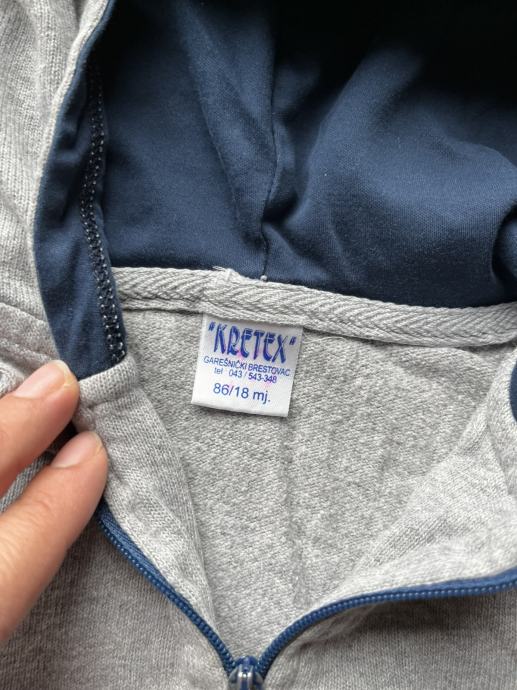 "KRETEX"
GAREŠNIČKI BRESTOVAC
tel 043 / 543-348
86/18 mj.